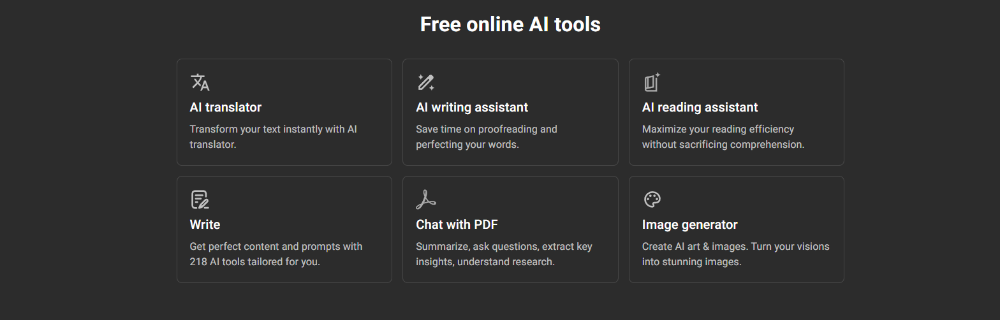 Free online AI tools
AI translator
Transform your text instantly with AI
translator.
AI writing assistant
Save time on proofreading and
perfecting your words.
AI reading assistant
Maximize your reading efficiency
without sacrificing comprehension.
Write
Get perfect content and prompts with
218 AI tools tailored for you.
Chat with PDF
Summarize, ask questions, extract key
insights, understand research.
Image generator
Create AI art & images. Turn your visions
into stunning images.